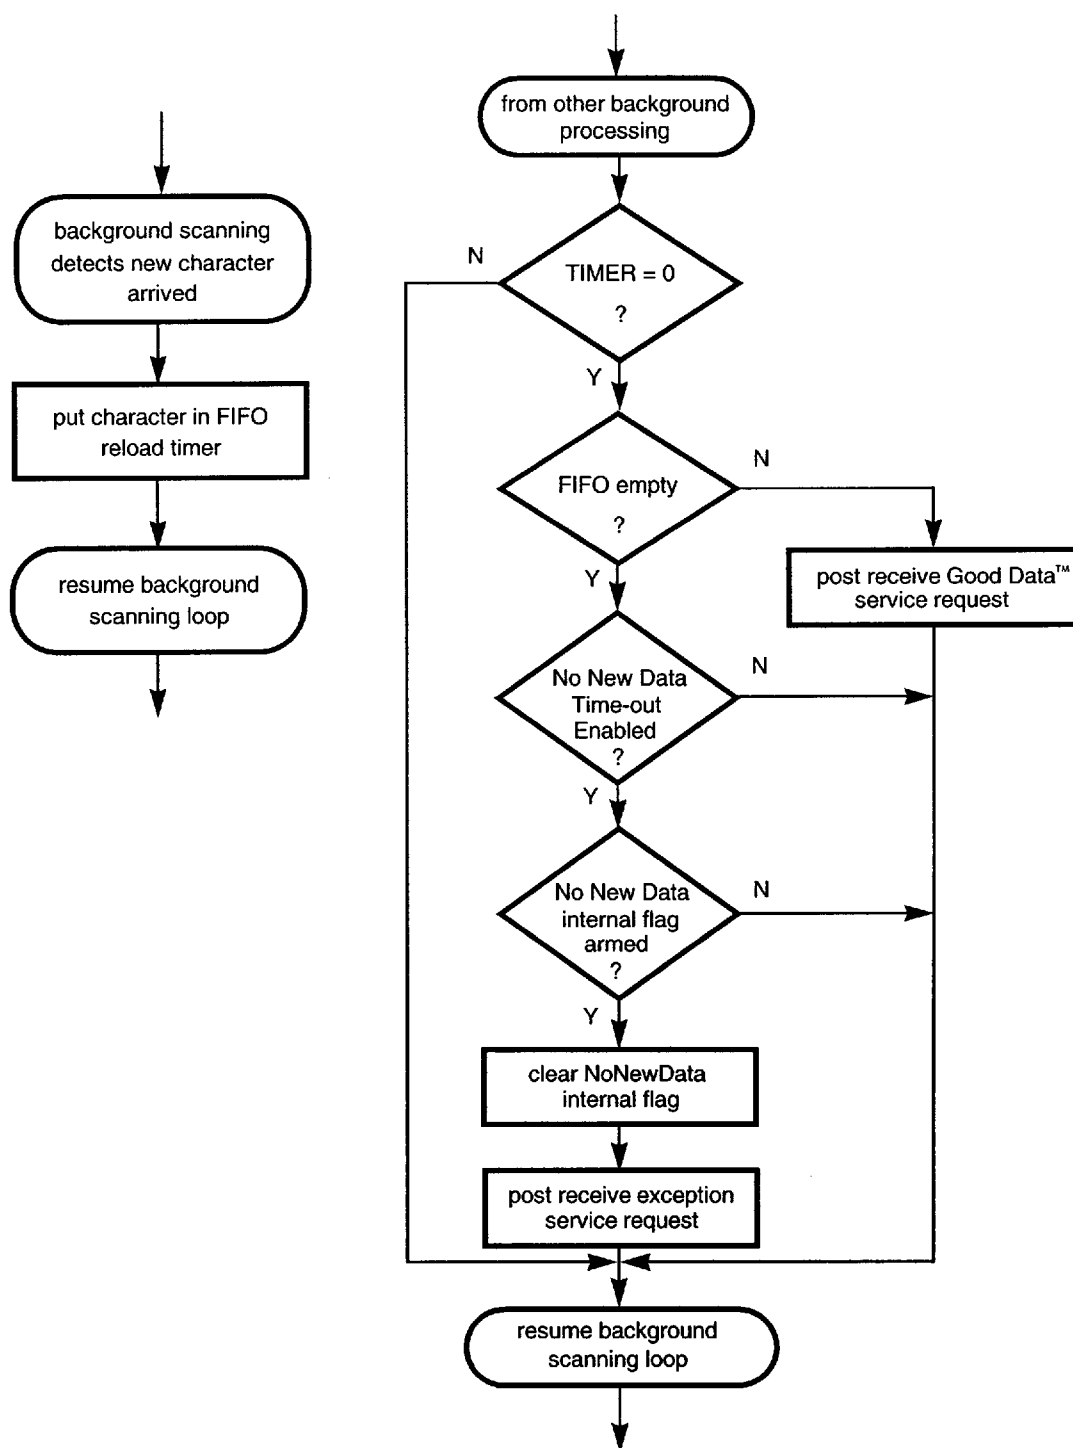 background scanning
detects new character
arrived
put character in FIFO
reload timer
resume background
scanning loop
from other background
processing
N
TIMER = 0
?
Y
FIFO empty
?
N
Y
post receive Good Data™
service request
No New Data
Time-out
Enabled
?
N
Y
No New Data
internal flag
armed
?
N
Y
clear NoNewData
internal flag
post receive exception
service request
resume background
scanning loop